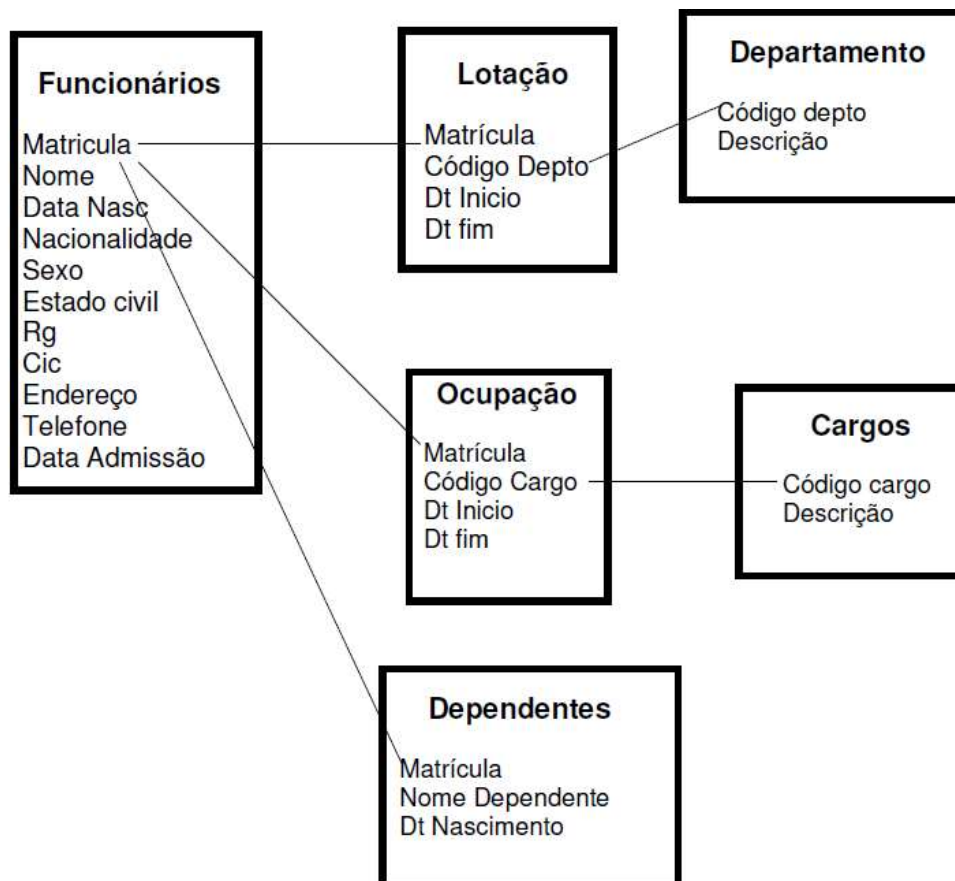 Funcionários
Matricula
Nome
Data Nasc
Nacionalidade
Sexo
Estado civil
Rg
Cic
Endereço
Telefone
Data Admissão
Lotação
Matrícula
Código Depto
Dt Inicio
Dt fim
Departamento
Código depto
Descrição
Ocupação
Matrícula
Código Cargo
Dt Inicio
Dt fim
Cargos
Código cargo
Descrição
Dependentes
Matrícula
Nome Dependente
Dt Nascimento